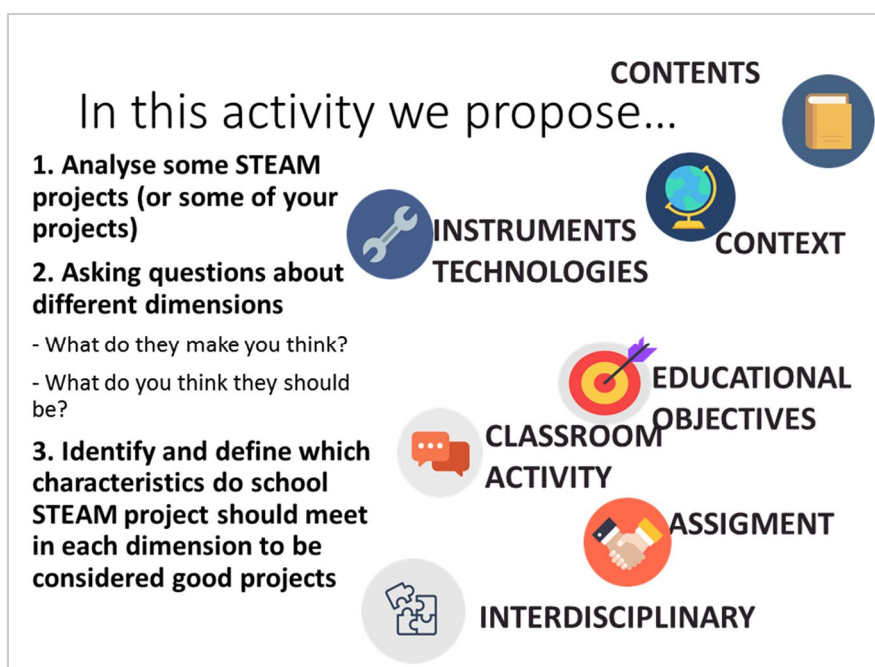 CONTENTS
In this activity we propose...
1. Analyse some STEAM
projects (or some of your
projects)
2. Asking questions about
different dimensions
- What do they make you think?
- What do you think they should
be?
3. Identify and define which
characteristics do school
STEAM project should meet
in each dimension to be
considered good projects
INSTRUMENTS
TECHNOLOGIES
CONTEXT
EDUCATIONAL
OBJECTIVES
CLASSROOM
ACTIVITY
ASSIGMENT
INTERDISCIPLINARY